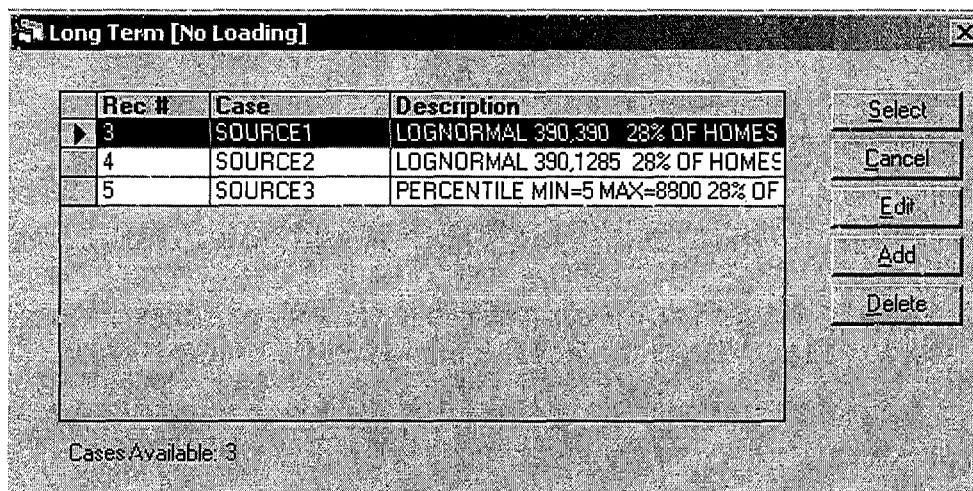 Long Term [No Loading]
Rec # Case Description
3 SOURCE1 LOGNORMAL 390,390 28% OF HOMES
4 SOURCE2 LOGNORMAL 390,1285 28% OF HOMES
5 SOURCE3 PERCENTILE MIN=5 MAX=8800 28% OF
Select
Cancel
Edit
Add
Delete
Cases Available: 3